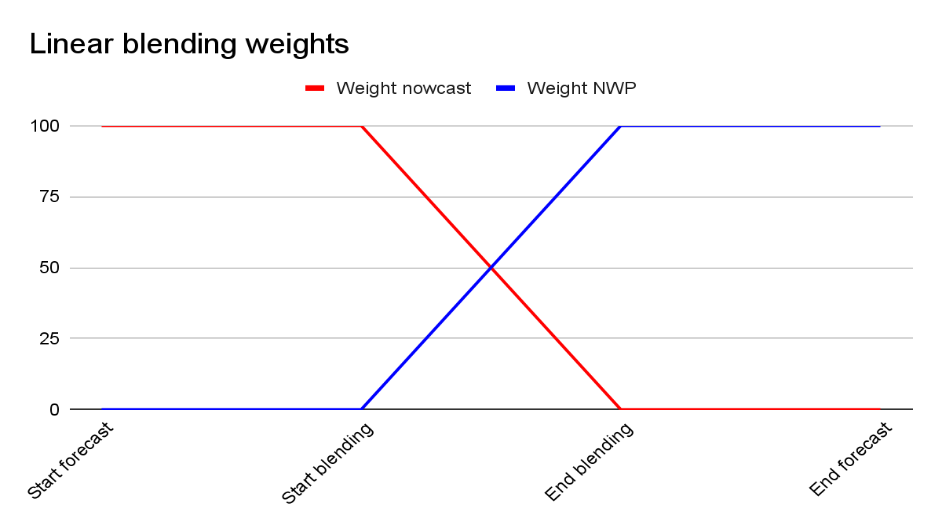 Linear blending weights
Weight nowcast
Weight NWP
100
75
50
25
0
Start forecast
Start blending
End blending
End forecast